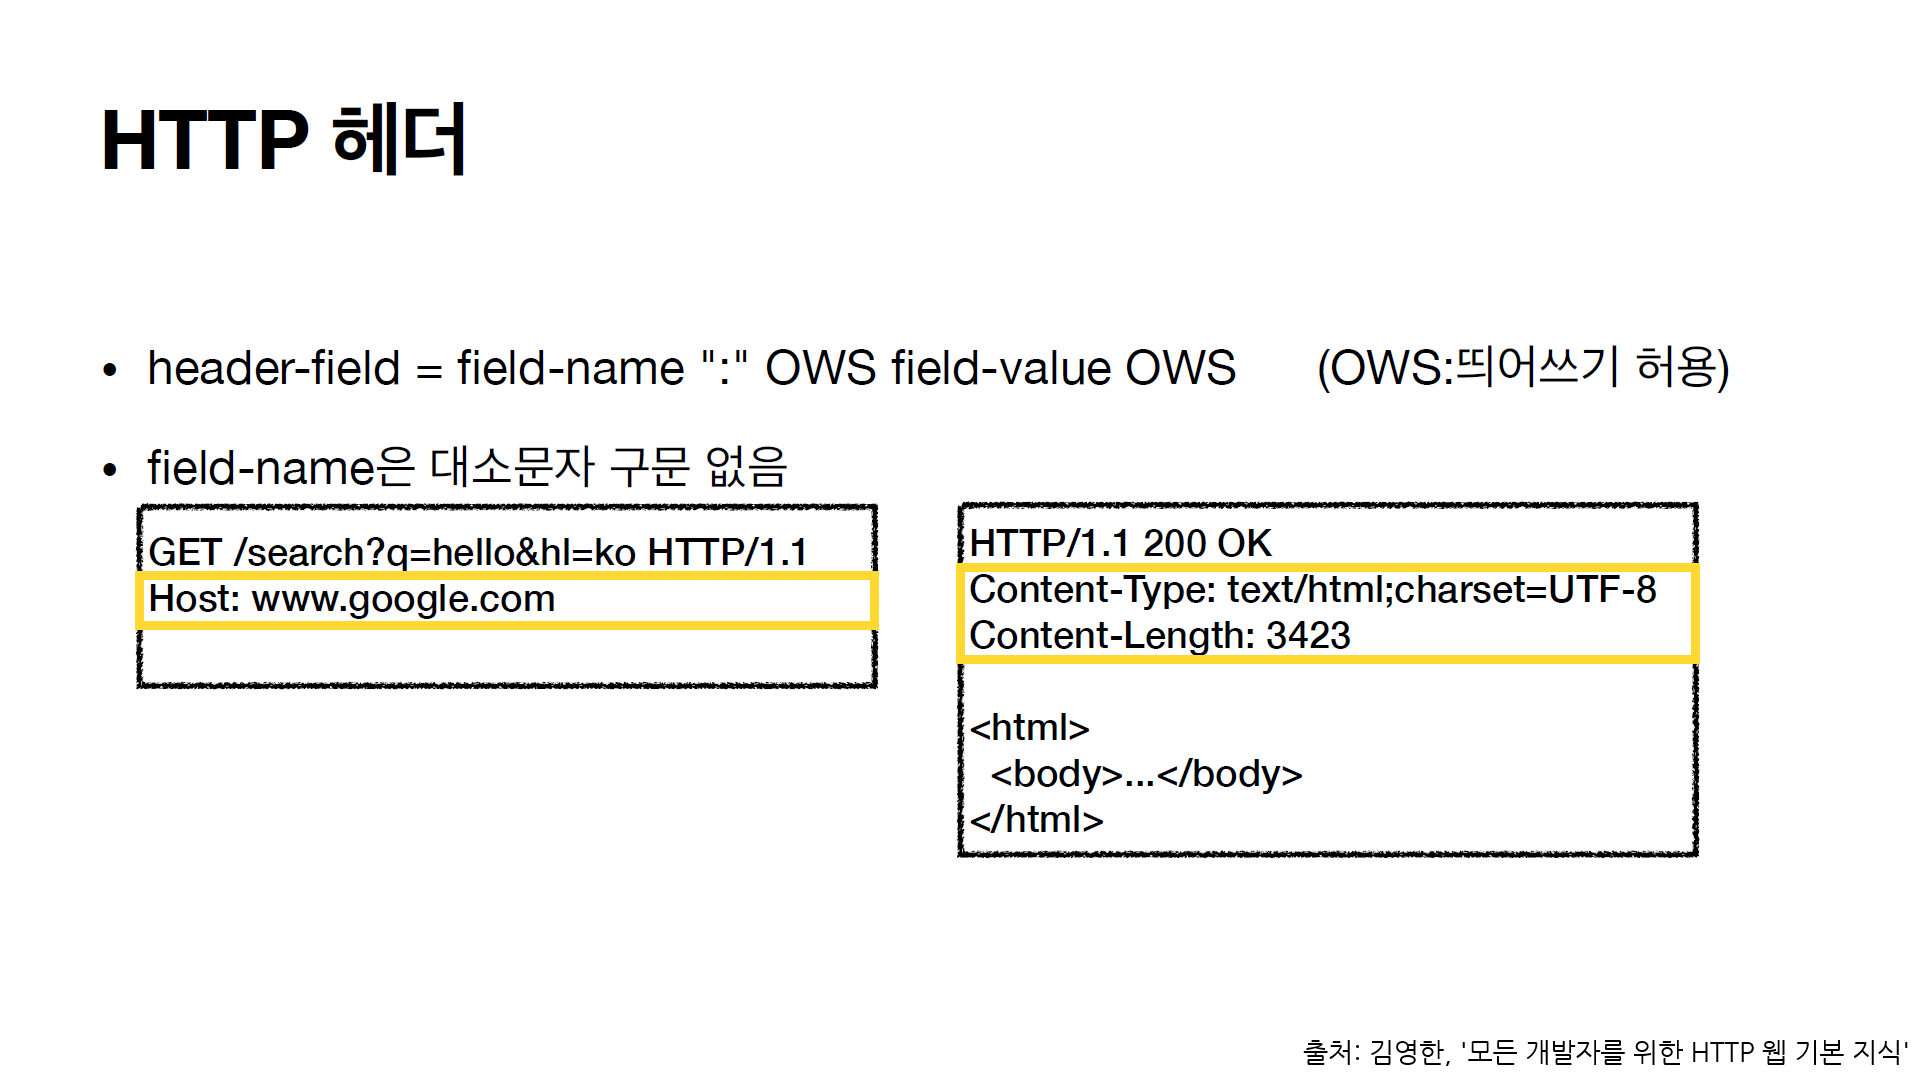 HTTP 헤더
• header-field = field-name ":" OWS field-value OWS (OWS:띄어쓰기 허용)
• field-name은 대소문자 구문 없음
GET /search?q=hello&hl=ko HTTP/1.1
Host: www.google.com
HTTP/1.1 200 OK
Content-Type: text/html;charset=UTF-8
Content-Length: 3423
<html>
<body>...</body>
</html>
출처: 김영한, '모든 개발자를 위한 HTTP 웹 기본 지식'